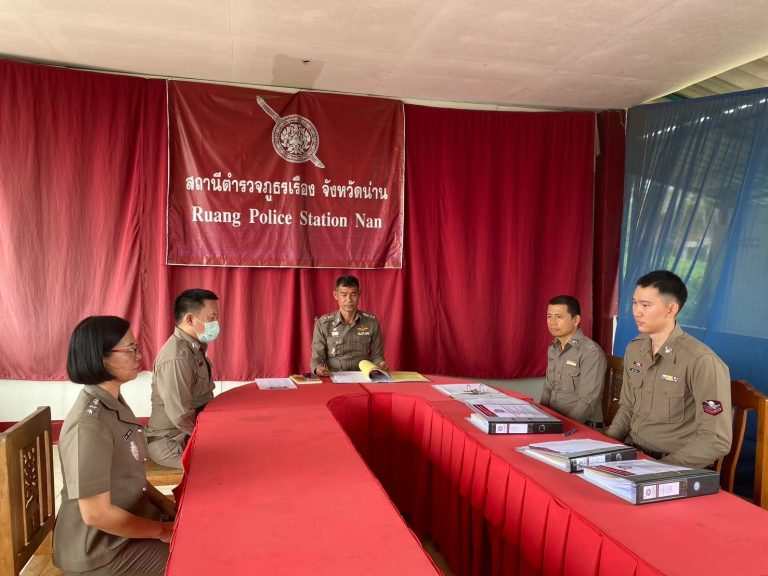 สถานีตำรวจภูธรเรือง จังหวัดน่าน
Ruang Police Station Nan